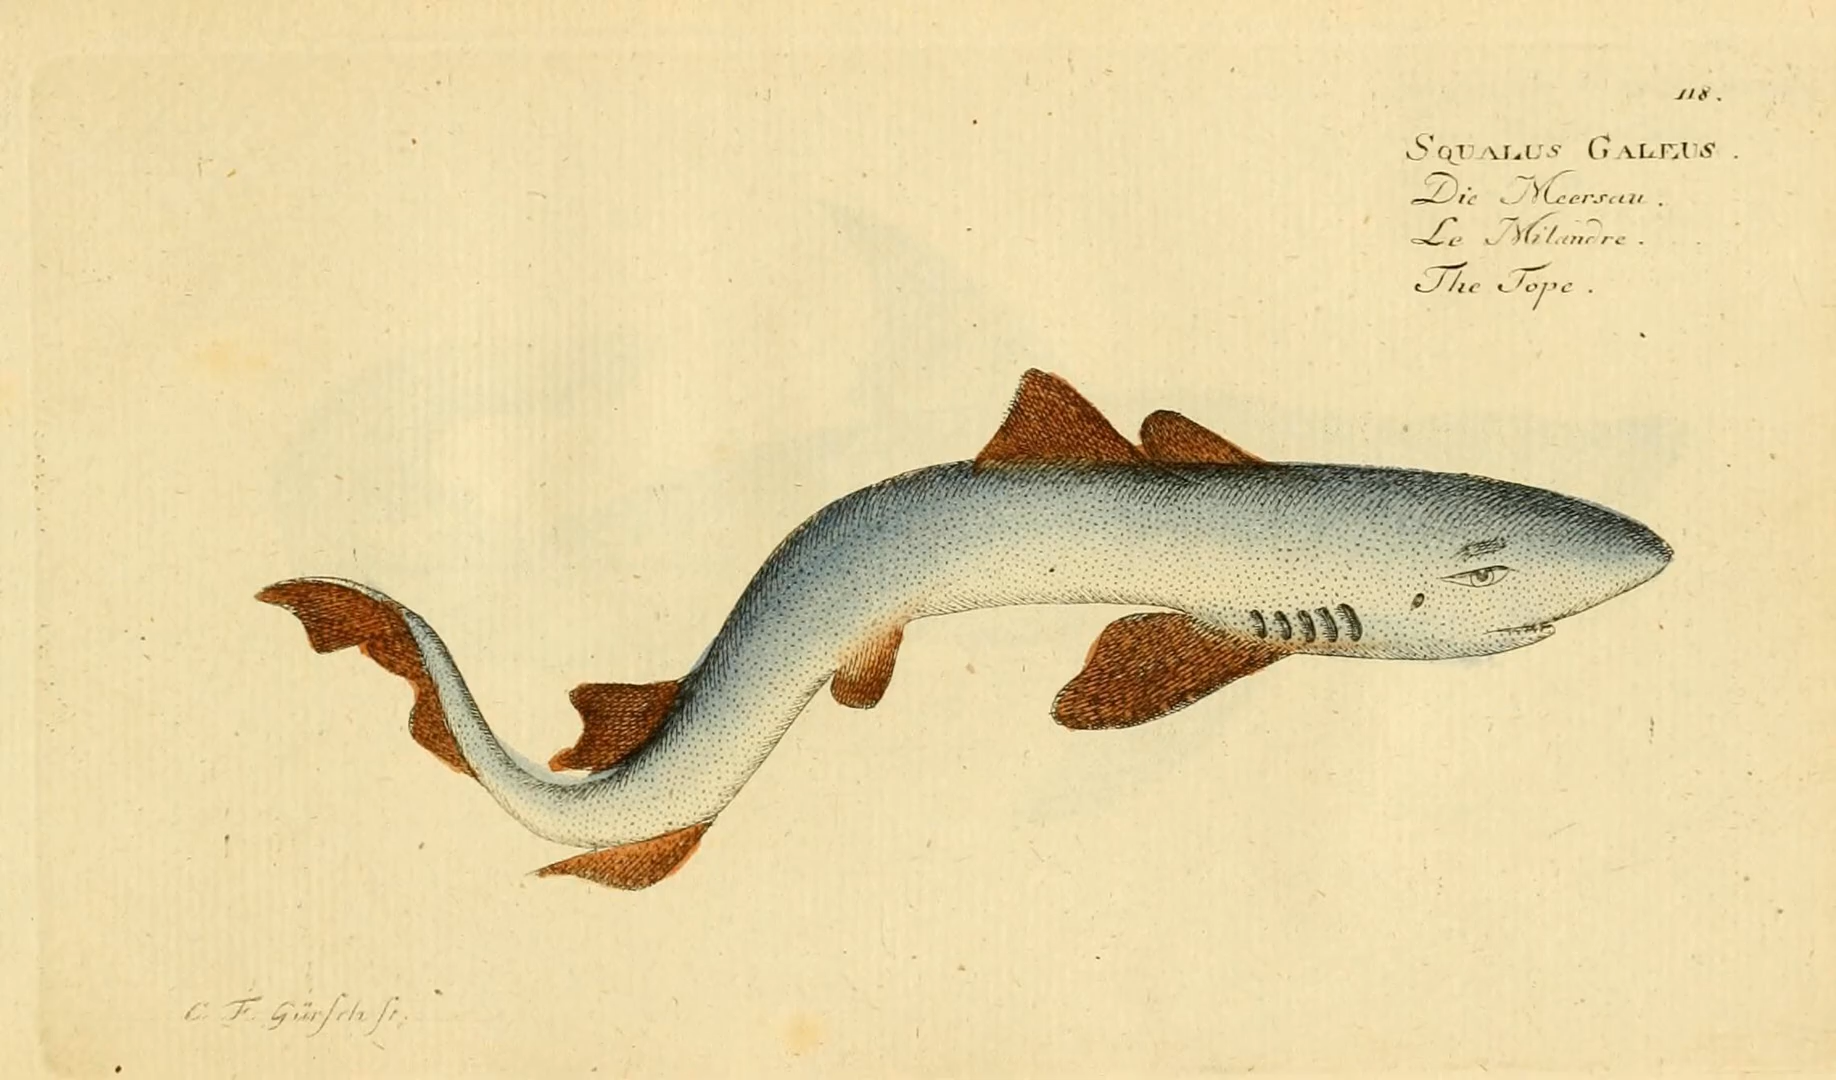 118.
SQUALUS GALEUS.
Die Meersau.
Le Milandre.
The Tope.
C. F. Gürsch sc.